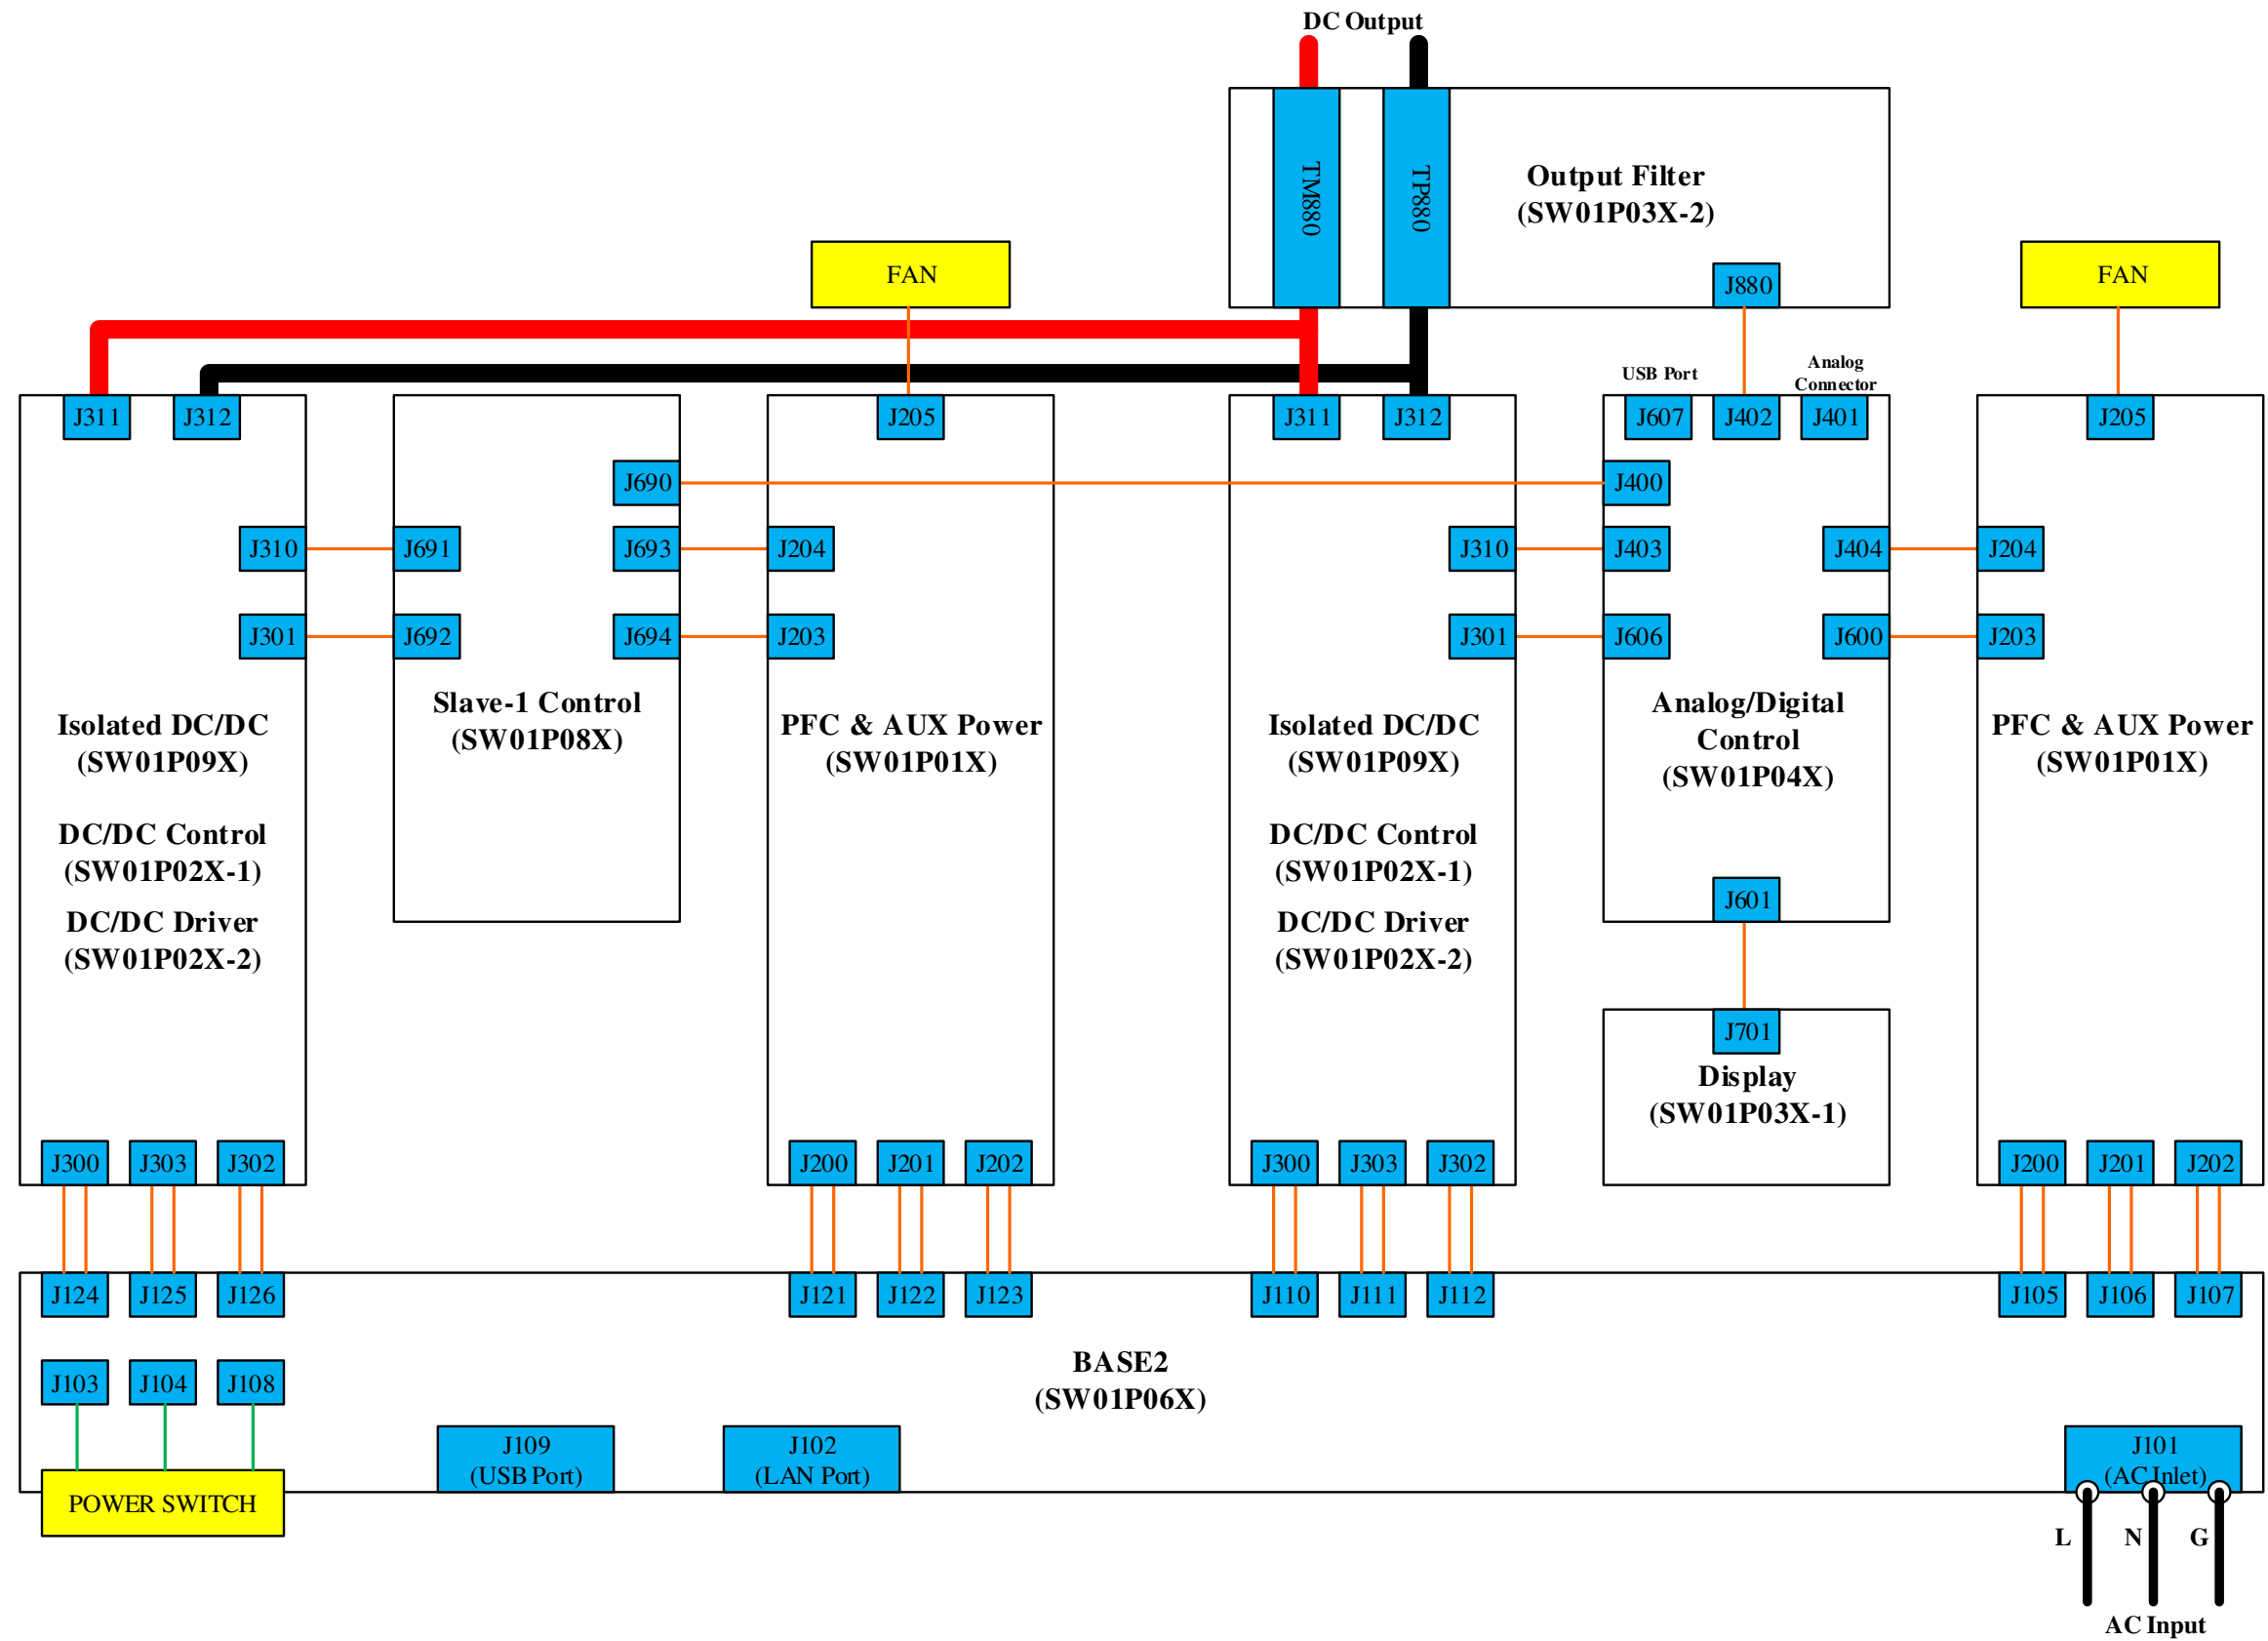 DC Output
TM880
TP880
Output Filter
(SW01P03X-2)
J880
FAN
FAN
USB Port
Analog
Connector
J311
J312
J205
J311
J312
J607
J402
J401
J205
J690
J400
J310
J691
J693
J204
J310
J403
J404
J204
J301
J692
J694
J203
J301
J606
J600
J203
Isolated DC/DC
(SW01P09X)
DC/DC Control
(SW01P02X-1)
DC/DC Driver
(SW01P02X-2)
Slave-1 Control
(SW01P08X)
PFC & AUX Power
(SW01P01X)
Isolated DC/DC
(SW01P09X)
DC/DC Control
(SW01P02X-1)
DC/DC Driver
(SW01P02X-2)
Analog/Digital
Control
(SW01P04X)
J601
PFC & AUX Power
(SW01P01X)
J701
Display
(SW01P03X-1)
J300
J303
J302
J200
J201
J202
J300
J303
J302
J200
J201
J202
J124
J125
J126
J121
J122
J123
J110
J111
J112
J105
J106
J107
BASE2
(SW01P06X)
J103
J104
J108
POWER SWITCH
J109
(USB Port)
J102
(LAN Port)
J101
(AC Inlet)
L
N
G
AC Input